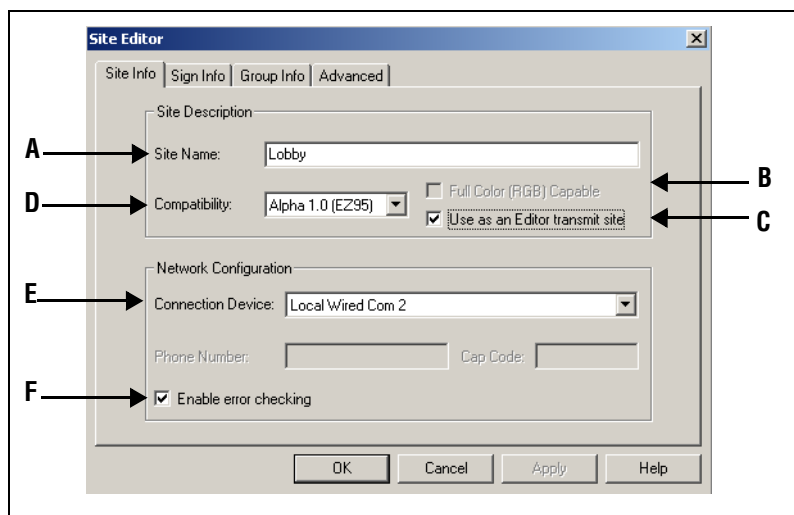 Site Editor
Site Info Sign Info Group Info Advanced
Site Description
A Site Name: Lobby
B Full Color (RGB) Capable
D Compatibility: Alpha 1.0 (EZ95)
C Use as an Editor transmit site
Network Configuration
E Connection Device: Local Wired Com 2
Phone Number: Cap Code:
F Enable error checking
OK Cancel Apply Help